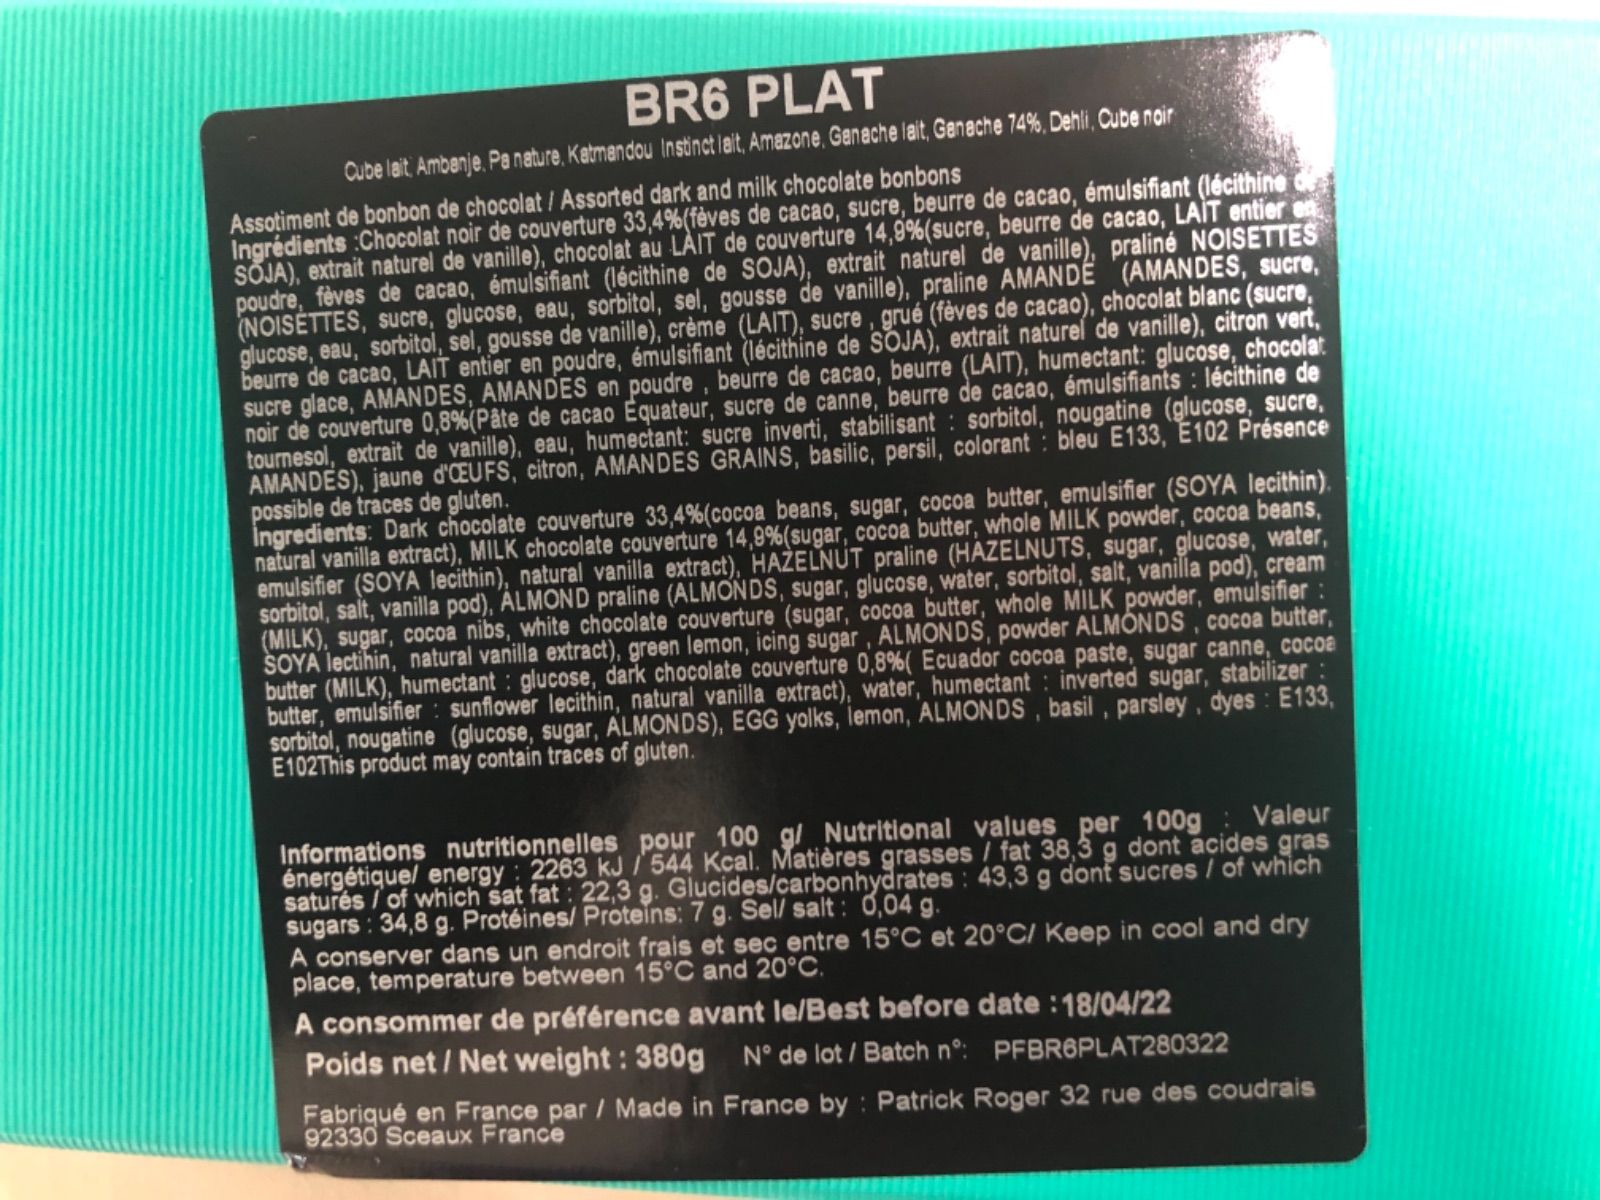 BR6 PLAT
Cube lait, Ambanje, Pa nature, Katmandou Instinct lait, Amazone, Ganache lait, Ganache 74%, Dehli, Cube noir
Assotiment de bonbon de chocolat / Assorted dark and milk chocolate bonbons
Ingrédients :Chocolat noir de couverture 33,4%(fèves de cacao, sucre, beurre de cacao, émulsifiant (lécithine de
SOJA), extrait naturel de vanille), chocolat au LAIT de couverture 14,9%(sucre, beurre de cacao, LAIT entier en
poudre, fèves de cacao, émulsifiant (lécithine de SOJA), extrait naturel de vanille), praliné NOISETTES
(NOISETTES, sucre, glucose, eau, sorbitol, sel, gousse de vanille), praline AMANDE (AMANDES, sucre,
glucose, eau, sorbitol, sel, gousse de vanille), crème (LAIT), sucre , grué (fèves de cacao), chocolat blanc (sucre,
beurre de cacao, LAIT entier en poudre, émulsifiant (lécithine de SOJA), extrait naturel de vanille), citron vert,
sucre glace, AMANDES, AMANDES en poudre , beurre de cacao, beurre (LAIT), humectant: glucose, chocolat
noir de couverture 0,8%(Pâte de cacao Équateur, sucre de canne, beurre de cacao, émulsifiants : lécithine de
tournesol, extrait de vanille), eau, humectant: sucre inverti, stabilisant : sorbitol, nougatine (glucose, sucre,
AMANDES), jaune d'ŒUFS, citron, AMANDES GRAINS, basilic, persil, colorant : bleu E133, E102 Présence
possible de traces de gluten.
Ingredients: Dark chocolate couverture 33,4%(cocoa beans, sugar, cocoa butter, emulsifier (SOYA lecithin).
natural vanilla extract), MILK chocolate couverture 14,9%(sugar, cocoa butter, whole MILK powder, cocoa beans,
emulsifier (SOYA lecithin), natural vanilla extract), HAZELNUT praline (HAZELNUTS, sugar, glucose, water,
sorbitol, salt, vanilla pod), ALMOND praline (ALMONDS, sugar, glucose, water, sorbitol, salt, vanilla pod), cream
(MILK), sugar, cocoa nibs, white chocolate couverture (sugar, cocoa butter, whole MILK powder, emulsifier :
SOYA lectihin, natural vanilla extract), green lemon, icing sugar , ALMONDS, powder ALMONDS , cocoa butter,
butter (MILK), humectant : glucose, dark chocolate couverture 0,8%( Ecuador cocoa paste, sugar canne, cocoa
butter, emulsifier : sunflower lecithin, natural vanilla extract), water, humectant : inverted sugar, stabilizer :
sorbitol, nougatine (glucose, sugar, ALMONDS), EGG yolks, lemon, ALMONDS , basil , parsley , dyes : E133,
E102This product may contain traces of gluten.
Informations nutritionnelles pour 100 g/ Nutritional values per 100g : Valeur
énergétique/ energy : 2263 kJ / 544 Kcal. Matières grasses / fat 38,3 g dont acides gras
saturés / of which sat fat : 22,3 g. Glucides/carbonhydrates : 43,3 g dont sucres / of which
sugars : 34,8 g. Protéines/ Proteins: 7 g. Sel/ salt : 0,04 g.
A conserver dans un endroit frais et sec entre 15°C et 20°C/ Keep in cool and dry
place, temperature between 15°C and 20°C.
A consommer de préférence avant le/Best before date :18/04/22
Poids net / Net weight : 380g N° de lot / Batch n°: PFBR6PLAT280322
Fabriqué en France par / Made in France by : Patrick Roger 32 rue des coudrais
92330 Sceaux France